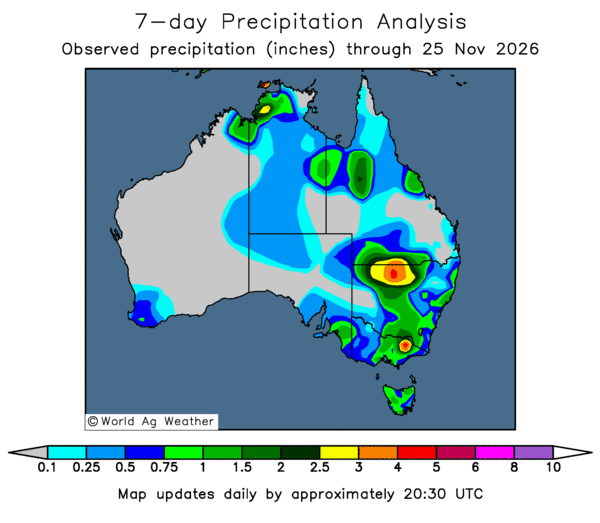 7-day Precipitation Analysis
Observed precipitation (inches) through 25 Nov 2026
© World Ag Weather
0.1 0.25 0.5 0.75 1 1.5 2 2.5 3 4 5 6 8 10
Map updates daily by approximately 20:30 UTC